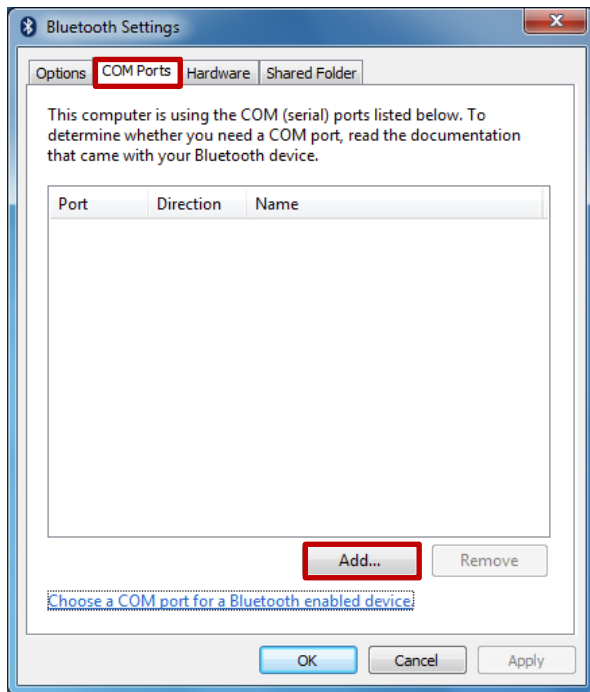 Bluetooth Settings
Options COM Ports Hardware Shared Folder
This computer is using the COM (serial) ports listed below. To
determine whether you need a COM port, read the documentation
that came with your Bluetooth device.
Port Direction Name
Add... Remove
Choose a COM port for a Bluetooth enabled device.
OK Cancel Apply